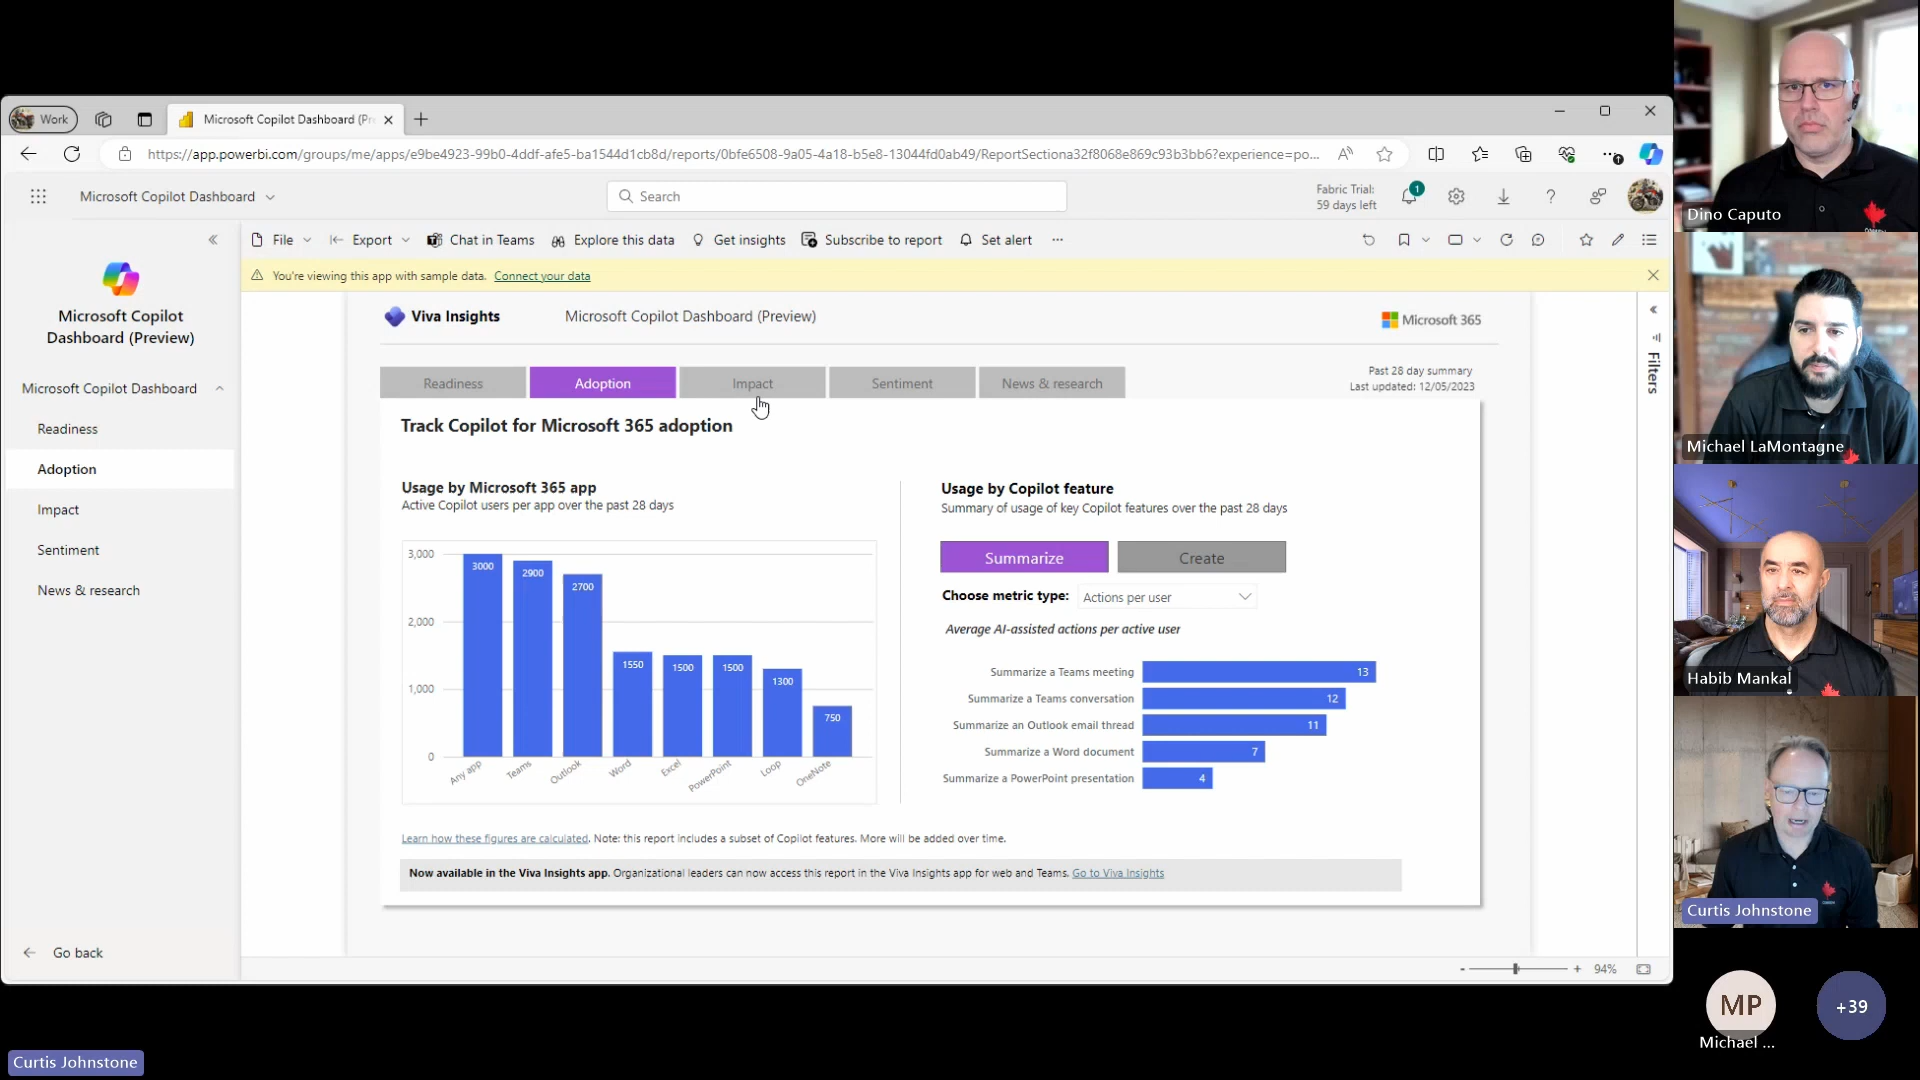 Work
Microsoft Copilot Dashboard (Pr
https://app.powerbi.com/groups/me/apps/e9be4923-99b0-4ddf-afe5-ba1544d1cb8d/reports/0bfe6508-9a05-4a18-b5e8-13044fd0ab49/ReportSectiona32f8068e869c93b3bb6?experience=po...
Microsoft Copilot Dashboard
Search
Fabric Trial:
59 days left
1
File
Export
Chat in Teams
Explore this data
Get insights
Subscribe to report
Set alert
You're viewing this app with sample data. Connect your data
Microsoft Copilot
Dashboard (Preview)
Microsoft Copilot Dashboard
Readiness
Adoption
Impact
Sentiment
News & research
Go back
Viva Insights
Microsoft Copilot Dashboard (Preview)
Microsoft 365
Readiness
Adoption
Impact
Sentiment
News & research
Past 28 day summary
Last updated: 12/05/2023
Filters
Track Copilot for Microsoft 365 adoption
Usage by Microsoft 365 app
Active Copilot users per app over the past 28 days
3,000
2,000
1,000
0
3000
2900
2700
1550
1500
1500
1300
750
Any app
Teams
Outlook
Word
Excel
PowerPoint
Loop
OneNote
Usage by Copilot feature
Summary of usage of key Copilot features over the past 28 days
Summarize
Create
Choose metric type:
Actions per user
Average AI-assisted actions per active user
Summarize a Teams meeting 13
Summarize a Teams conversation 12
Summarize an Outlook email thread 11
Summarize a Word document 7
Summarize a PowerPoint presentation 4
Learn how these figures are calculated. Note: this report includes a subset of Copilot features. More will be added over time.
Now available in the Viva Insights app. Organizational leaders can now access this report in the Viva Insights app for web and Teams. Go to Viva Insights
94%
Dino Caputo
Michael LaMontagne
Habib Mankal
Curtis Johnstone
MP
Michael ...
+39
Curtis Johnstone